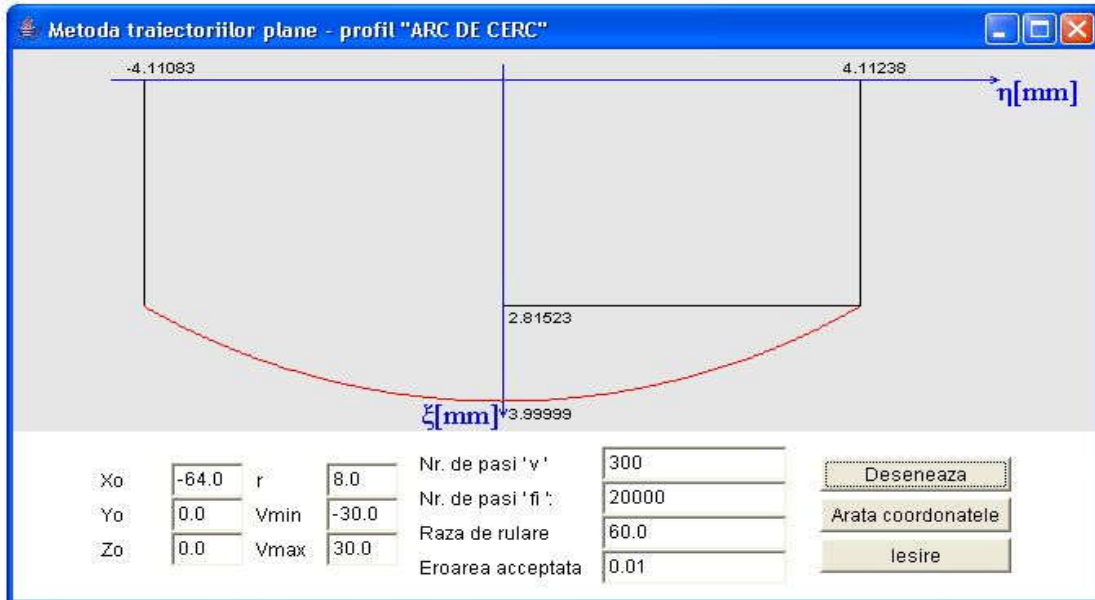 Metoda traiectoriilor plane - profil "ARC DE CERC"
-4.11083
4.11238
η[mm]
2.81523
ξ[mm]
3.99999
Xo
-64.0
r
8.0
Yo
0.0
Vmin
-30.0
Zo
0.0
Vmax
30.0
Nr. de pasi 'v'
300
Nr. de pasi 'fi':
20000
Raza de rulare
60.0
Eroarea acceptata
0.01
Deseneaza
Arata coordonatele
Iesire